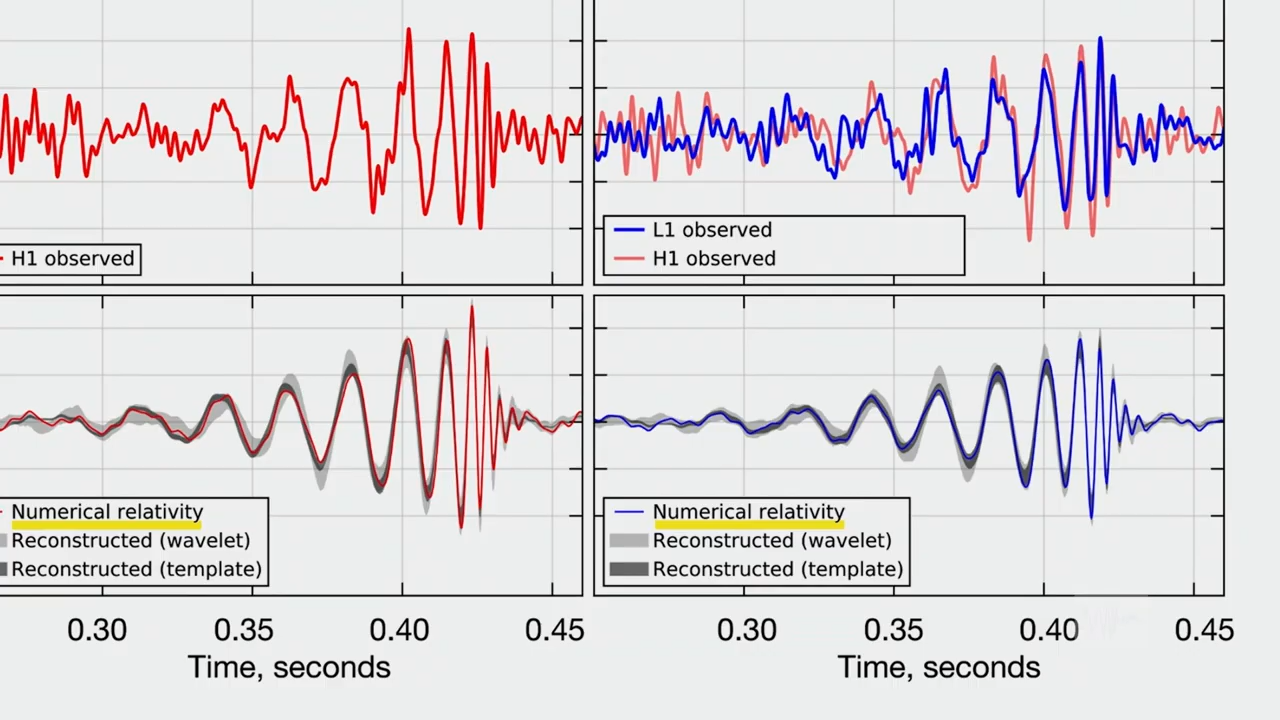 H1 observed
L1 observed
H1 observed
Numerical relativity
Reconstructed (wavelet)
Reconstructed (template)
Numerical relativity
Reconstructed (wavelet)
Reconstructed (template)
0.30 0.35 0.40 0.45
Time, seconds
0.30 0.35 0.40 0.45
Time, seconds